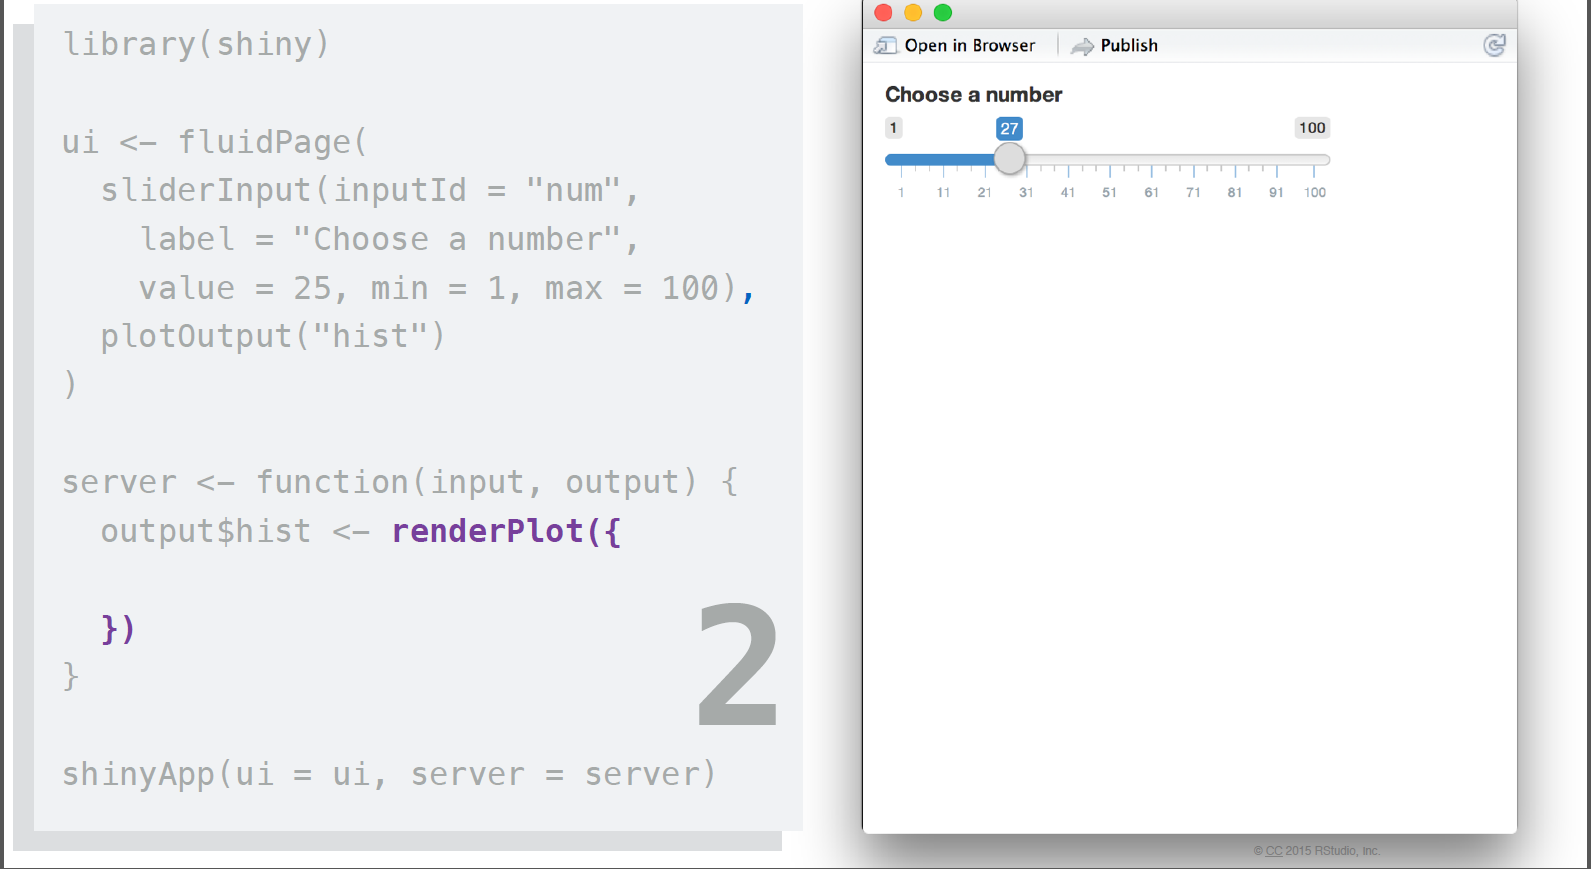 library(shiny)
ui <- fluidPage(
sliderInput(inputId = "num",
label = "Choose a number",
value = 25, min = 1, max = 100),
plotOutput("hist")
)
server <- function(input, output) {
output$hist <- renderPlot({
})
}
2
shinyApp(ui = ui, server = server)
Open in Browser Publish
Choose a number
1 27 100
1 11 21 31 41 51 61 71 81 91 100
© CC 2015 RStudio, Inc.